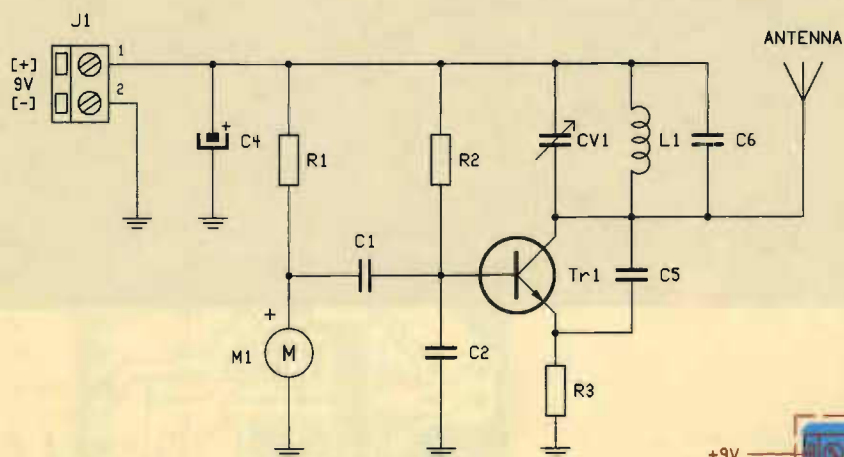 J1
ANTENNA
1
[+]
9V
[-]
2
+
C4
R1
R2
CV1
L1
C6
C1
Tr1
C5
+
M1
M
C2
R3
+9V